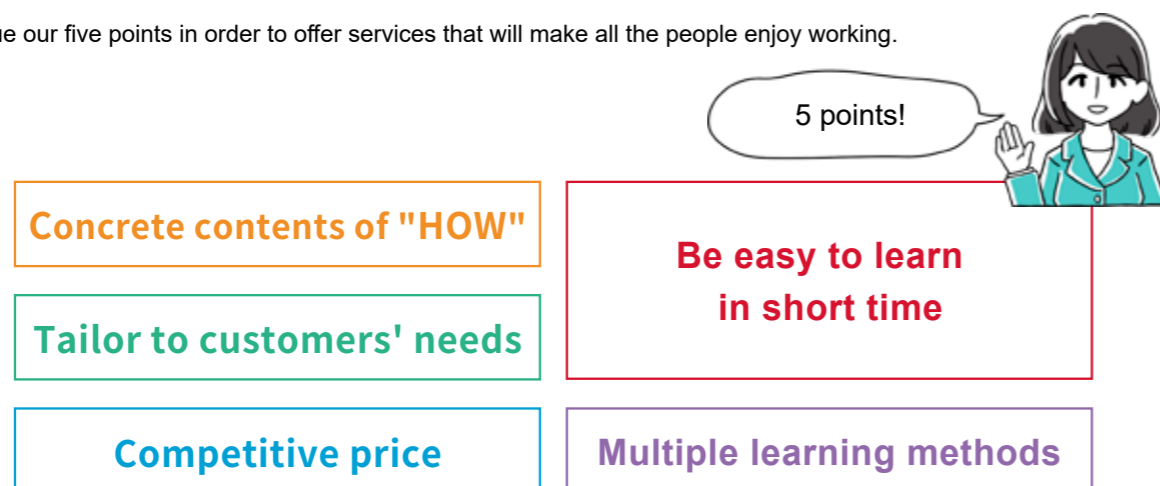 our five points in order to offer services that will make all the people enjoy working.
5 points!
Concrete contents of "HOW"
Tailor to customers' needs
Competitive price
Be easy to learn
in short time
Multiple learning methods